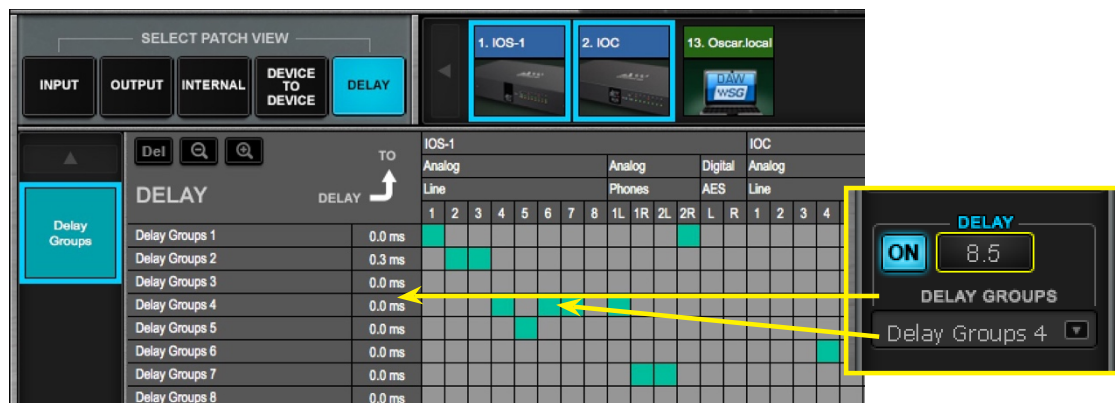 SELECT PATCH VIEW
INPUT OUTPUT INTERNAL DEVICE TO DEVICE DELAY
1. IOS-1 2. IOC 13. Oscar.local
DAW
WSG
Del TO
DELAY DELAY
Delay Groups
IOS-1 IOC
Analog Analog Digital Analog
Line Phones AES Line
1 2 3 4 5 6 7 8 1L 1R 2L 2R L R 1 2 3 4
Delay Groups 1 0.0 ms
Delay Groups 2 0.3 ms
Delay Groups 3 0.0 ms
Delay Groups 4 0.0 ms
Delay Groups 5 0.0 ms
Delay Groups 6 0.0 ms
Delay Groups 7 0.0 ms
Delay Groups 8 0.0 ms
DELAY
ON 8.5
DELAY GROUPS
Delay Groups 4